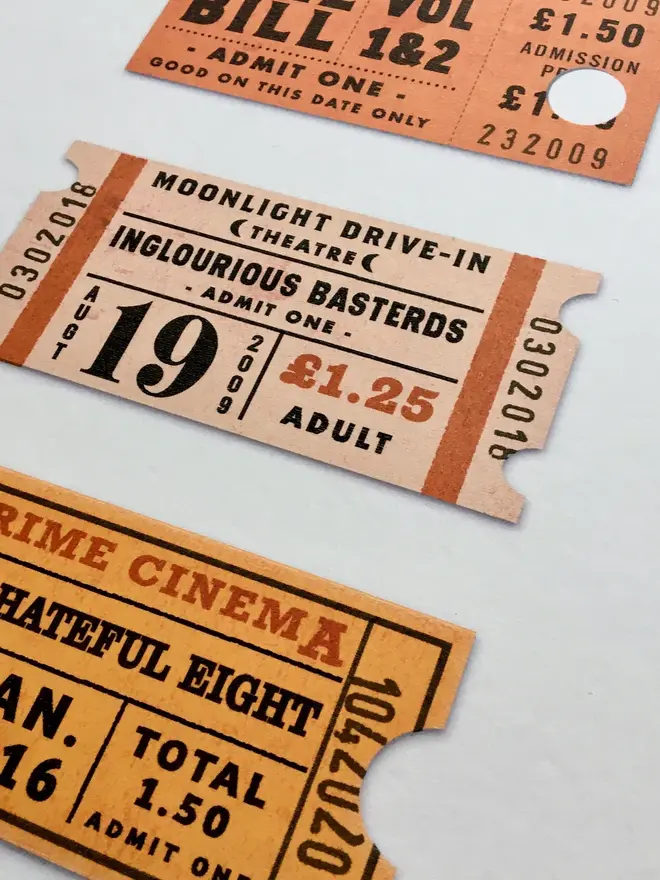 BILL
VOL
1&2
- ADMIT ONE -
GOOD ON THIS DATE ONLY
£1.50
ADMISSION
232009
0302018
MOONLIGHT DRIVE-IN
THEATRE
INGLOURIOUS BASTERDS
- ADMIT ONE -
AUGT
19
2009
£1.25
ADULT
0302018
RIME CINEMA
HATEFUL EIGHT
AN.
16
TOTAL
1.50
ADMIT ONE
1042020